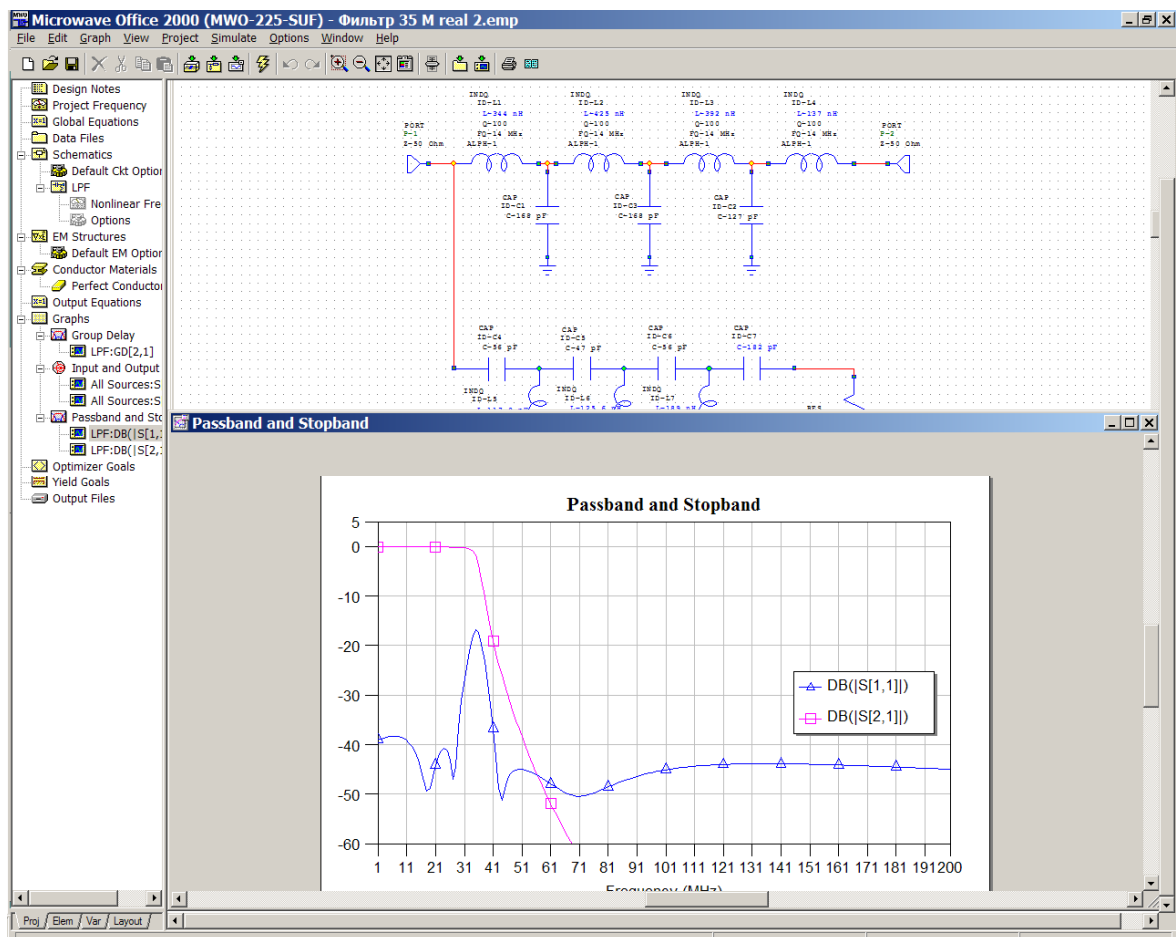 Microwave Office 2000 (MWO-225-SUF) - Фильтр 35 M real 2.emp
File Edit Graph View Project Simulate Options Window Help
Design Notes
Project Frequency
Global Equations
Data Files
Schematics
Default Ckt Option
LPF
Nonlinear Fre
Options
EM Structures
Default EM Option
Conductor Materials
Perfect Conductor
Output Equations
Graphs
Group Delay
LPF:GD[2,1]
Input and Output
All Sources:S
All Sources:S
Passband and Sto
LPF:DB(|S[1,1
LPF:DB(|S[2,1
Optimizer Goals
Yield Goals
Output Files
Proj Elem Var Layout
PORT
P-1
Z-50 Ohm
INDQ
ID-L1
L-344 nH
Q-100
FQ-14 MHz
ALPH-1
INDQ
ID-L2
L-425 nH
Q-100
FQ-14 MHz
ALPH-1
INDQ
ID-L3
L-392 nH
Q-100
FQ-14 MHz
ALPH-1
INDQ
ID-L4
L-137 nH
Q-100
FQ-14 MHz
ALPH-1
PORT
P-2
Z-50 Ohm
CAP
ID-C1
C-168 pF
CAP
ID-C3
C-168 pF
CAP
ID-C2
C-127 pF
CAP
ID-C4
C-56 pF
CAP
ID-C5
C-47 pF
CAP
ID-C6
C-56 pF
CAP
ID-C7
C-182 pF
INDQ
ID-L5
INDQ
ID-L6
INDQ
ID-L7
Passband and Stopband
Passband and Stopband
5
0
-10
-20
-30
-40
-50
-60
DB(|S[1,1]|)
DB(|S[2,1]|)
1 11 21 31 41 51 61 71 81 91 101 111 121 131 141 151 161 171 181 191 200
Frequency (MHz)